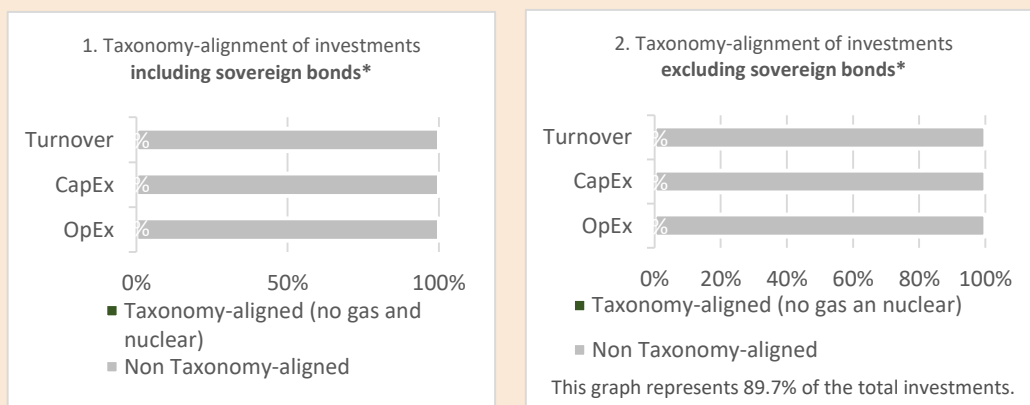 1. Taxonomy-alignment of investments
including sovereign bonds*
Turnover
%
CapEx
%
OpEx
%
0% 50% 100%
Taxonomy-aligned (no gas and
nuclear)
Non Taxonomy-aligned
2. Taxonomy-alignment of investments
excluding sovereign bonds*
Turnover
%
CapEx
%
OpEx
%
0% 20% 40% 60% 80% 100%
Taxonomy-aligned (no gas an nuclear)
Non Taxonomy-aligned
This graph represents 89.7% of the total investments.